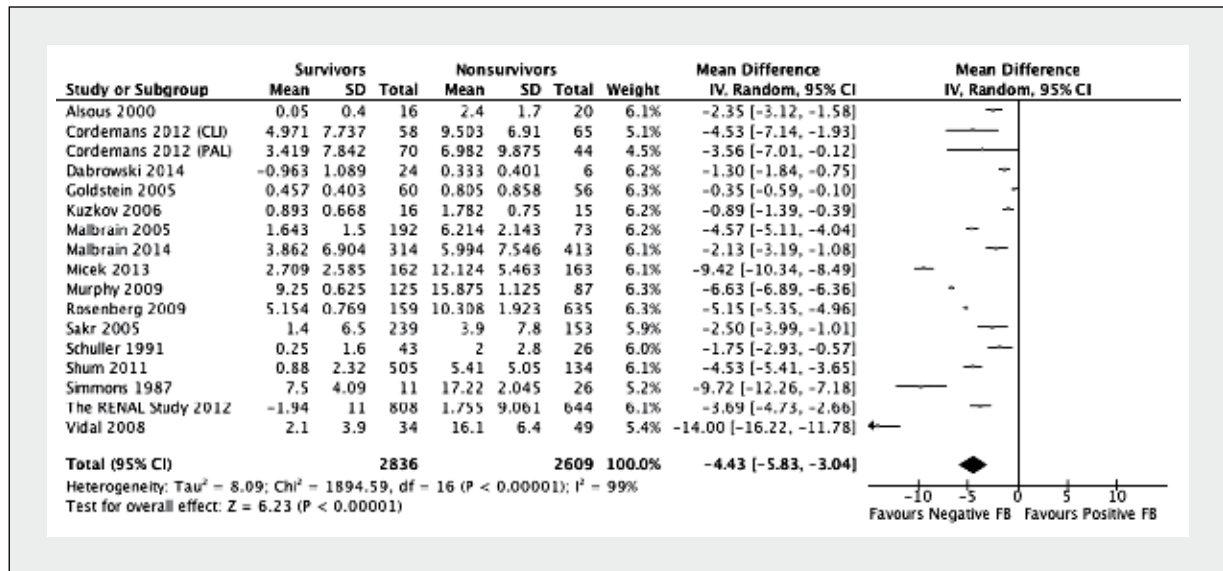 Survivors Nonsurvivors Mean Difference Mean Difference
Study or Subgroup Mean SD Total Mean SD Total Weight IV, Random, 95% CI IV, Random, 95% CI
Alsous 2000 0.05 0.4 16 2.4 1.7 20 6.1% -2.35 [-3.12, -1.58]
Cordemans 2012 (CLI) 4.971 7.737 58 9.503 6.91 65 5.1% -4.53 [-7.14, -1.93]
Cordemans 2012 (PAL) 3.419 7.842 70 6.982 9.875 44 4.5% -3.56 [-7.01, -0.12]
Dabrowski 2014 -0.963 1.089 24 0.333 0.401 6 6.2% -1.30 [-1.84, -0.75]
Goldstein 2005 0.457 0.403 60 0.805 0.858 56 6.3% -0.35 [-0.59, -0.10]
Kuzkov 2006 0.893 0.668 16 1.782 0.75 15 6.2% -0.89 [-1.39, -0.39]
Malbrain 2005 1.643 1.5 192 6.214 2.143 73 6.2% -4.57 [-5.11, -4.04]
Malbrain 2014 3.862 6.904 314 5.994 7.546 413 6.1% -2.13 [-3.19, -1.08]
Micek 2013 2.709 2.585 162 12.124 5.463 163 6.1% -9.42 [-10.34, -8.49]
Murphy 2009 9.25 0.625 125 15.875 1.125 87 6.3% -6.63 [-6.89, -6.36]
Rosenberg 2009 5.154 0.769 159 10.308 1.923 635 6.3% -5.15 [-5.35, -4.96]
Sakr 2005 1.4 6.5 239 3.9 7.8 153 5.9% -2.50 [-3.99, -1.01]
Schuller 1991 0.25 1.6 43 2 2.8 26 6.0% -1.75 [-2.93, -0.57]
Shum 2011 0.88 2.32 505 5.41 5.05 134 6.1% -4.53 [-5.41, -3.65]
Simmons 1987 7.5 4.09 11 17.22 2.045 26 5.2% -9.72 [-12.26, -7.18]
The RENAL Study 2012 -1.94 11 808 1.755 9.061 644 6.1% -3.69 [-4.73, -2.66]
Vidal 2008 2.1 3.9 34 16.1 6.4 49 5.4% -14.00 [-16.22, -11.78]
Total (95% CI) 2836 2609 100.0% -4.43 [-5.83, -3.04]
Heterogeneity: Tau² = 8.09; Chi² = 1894.59, df = 16 (P < 0.00001); I² = 99%
Test for overall effect: Z = 6.23 (P < 0.00001)
-10 -5 0 5 10
Favours Negative FB Favours Positive FB